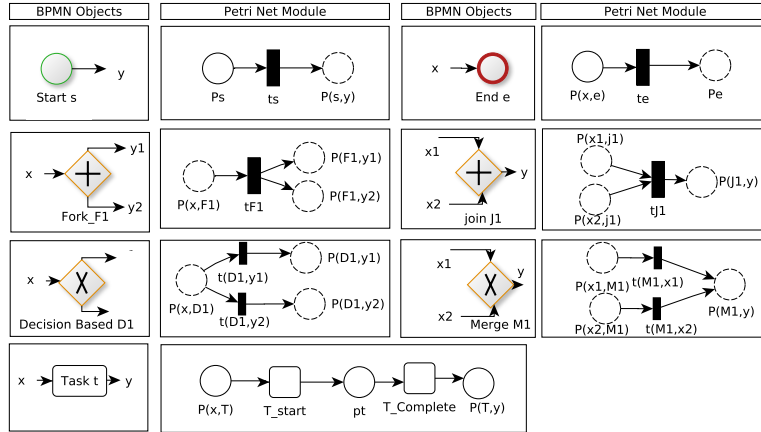 BPMN Objects
Petri Net Module
BPMN Objects
Petri Net Module
y
Start s
Ps
ts
P(s,y)
x
End e
P(x,e)
te
Pe
x
y1
y2
Fork_F1
P(x,F1)
tF1
P(F1,y1)
P(F1,y2)
x1
x2
y
join J1
P(x1,j1)
P(x2,j1)
tJ1
P(J1,y)
x
Decision Based D1
P(x,D1)
t(D1,y1)
t(D1,y2)
P(D1,y1)
P(D1,y2)
x1
x2
y
Merge M1
P(x1,M1)
P(x2,M1)
t(M1,x1)
t(M1,x2)
P(M1,y)
x
Task t
y
P(x,T)
T_start
pt
T_Complete
P(T,y)